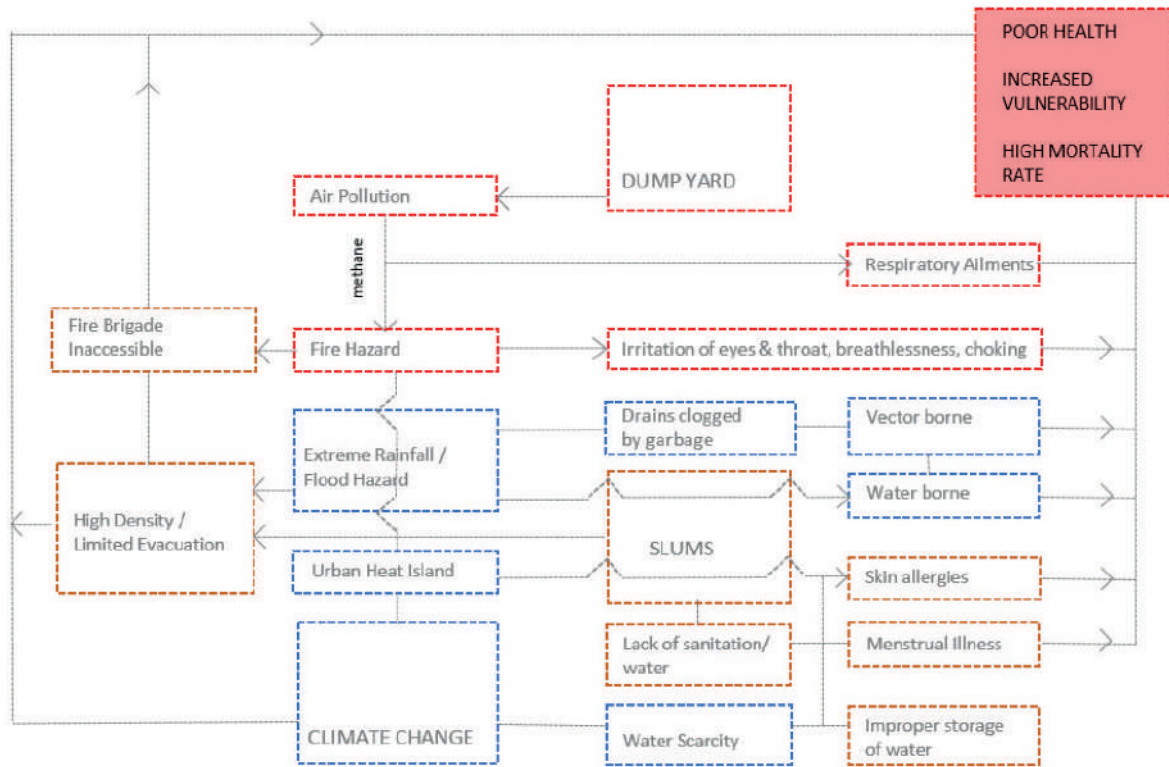 POOR HEALTH
INCREASED
VULNERABILITY
HIGH MORTALITY
RATE
DUMP YARD
Air Pollution
methane
Respiratory Ailments
Fire Brigade
Inaccessible
Fire Hazard
Irritation of eyes & throat, breathlessness, choking
Drains clogged
by garbage
Vector borne
Extreme Rainfall /
Flood Hazard
Water borne
High Density /
Limited Evacuation
SLUMS
Urban Heat Island
Skin allergies
Lack of sanitation/
water
Menstrual Illness
CLIMATE CHANGE
Water Scarcity
Improper storage
of water